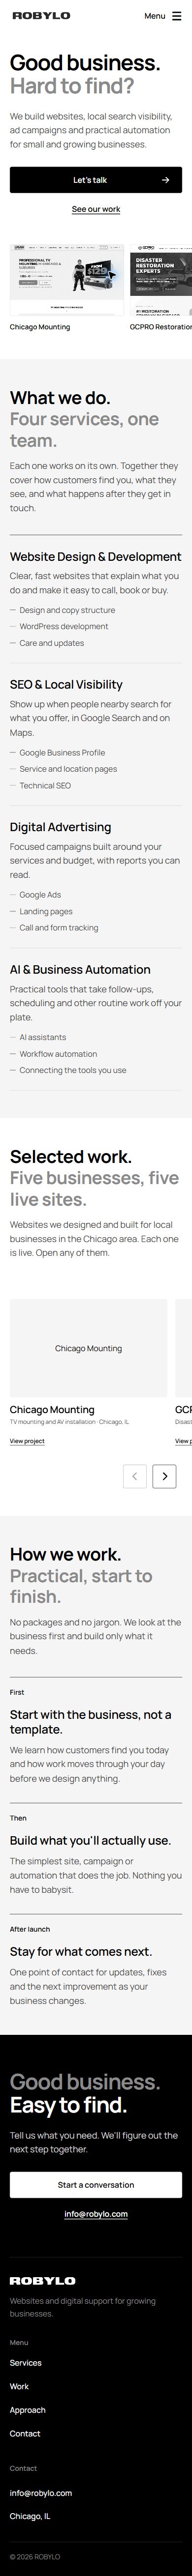 ROBYLO
Menu
Good business.
Hard to find?
We build websites, local search visibility,
ad campaigns and practical automation
for small and growing businesses.
Let's talk
See our work
PROFESSIONAL
Chicago Mounting
GCPRO
DISASTER
RESTORATION
EXPERTS
GCPRO Restoration
What we do.
Four services, one
team.
Each one works on its own. Together they
cover how customers find you, what they
see, and what happens after they get in
touch.
Website Design & Development
Clear, fast websites that explain what you
do and make it easy to call, book or buy.
Design and copy structure
WordPress development
Care and updates
SEO & Local Visibility
Show up when people nearby search for
what you offer, in Google Search and on
Maps.
Google Business Profile
Service and location pages
Technical SEO
Digital Advertising
Focused campaigns built around your
services and budget, with reports you can
read.
Google Ads
Landing pages
Call and form tracking
AI & Business Automation
Practical tools that take follow-ups,
scheduling and other routine work off your
plate.
AI assistants
Workflow automation
Connecting the tools you use
Selected work.
Five businesses, five
live sites.
Websites we designed and built for local
businesses in the Chicago area. Each one
is live. Open any of them.
Chicago Mounting
Chicago Mounting
TV mounting and AV installation · Chicago, IL
View project
GCP
Disast
View p
How we work.
Practical, start to
finish.
No packages and no jargon. We look at the
business first and build only what it
needs.
First
Start with the business, not a
template.
We learn how customers find you today
and how work moves through your day
before we design anything.
Then
Build what you'll actually use.
The simplest site, campaign or
automation that does the job. Nothing you
have to babysit.
After launch
Stay for what comes next.
One point of contact for updates, fixes
and the next improvement as your
business changes.
Good business.
Easy to find.
Tell us what you need. We'll figure out the
next step together.
Start a conversation
info@robylo.com
ROBYLO
Websites and digital support for growing
businesses.
Menu
Services
Work
Approach
Contact
Contact
info@robylo.com
Chicago, IL
© 2026 ROBYLO